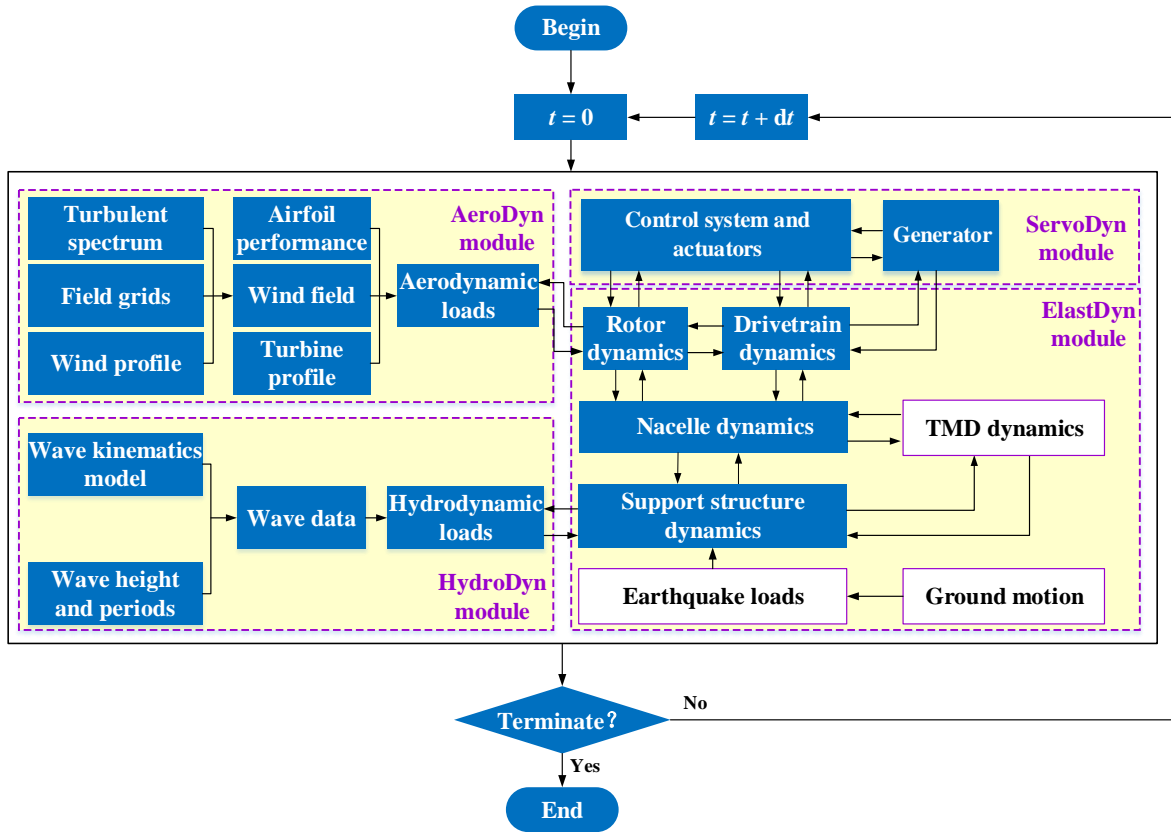 Begin
t = 0
t = t + dt
Turbulent
spectrum
Field grids
Wind profile
Airfoil
performance
Wind field
Turbine
profile
AeroDyn
module
Aerodynamic
loads
Control system and
actuators
Generator
ServoDyn
module
ElastDyn
module
Rotor
dynamics
Drivetrain
dynamics
Nacelle dynamics
TMD dynamics
Support structure
dynamics
Earthquake loads
Ground motion
Wave kinematics
model
Wave data
Hydrodynamic
loads
Wave height
and periods
HydroDyn
module
Terminate？
No
Yes
End